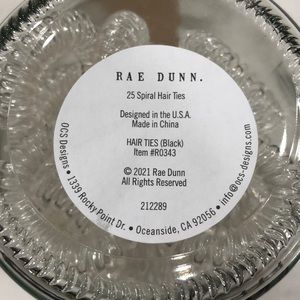 RAE DUNN.
25 Spiral Hair Ties
Designed in the U.S.A.
Made in China
HAIR TIES (Black)
Item #R0343
© 2021 Rae Dunn
All Rights Reserved
212289
OCS Designs • 1339 Rocky Point Dr. • Oceanside, CA 92056 • info@ocs-designs.com